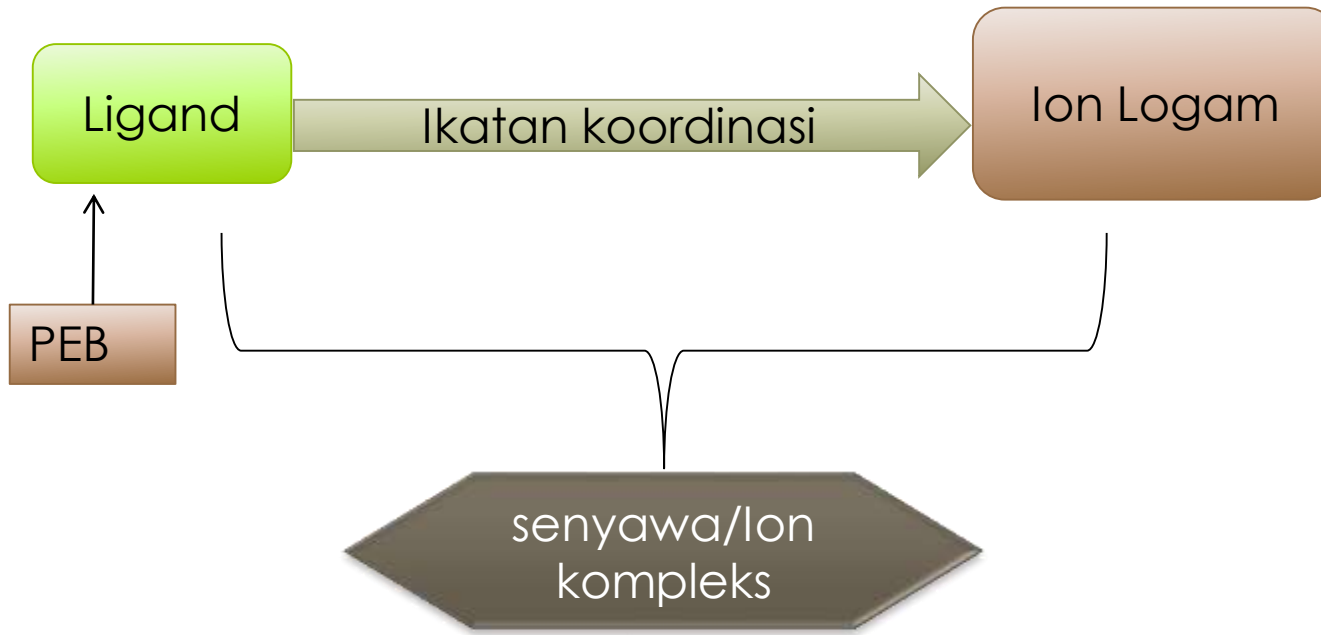 Ligand
Ikatan koordinasi
Ion Logam
PEB
senyawa/Ion
kompleks